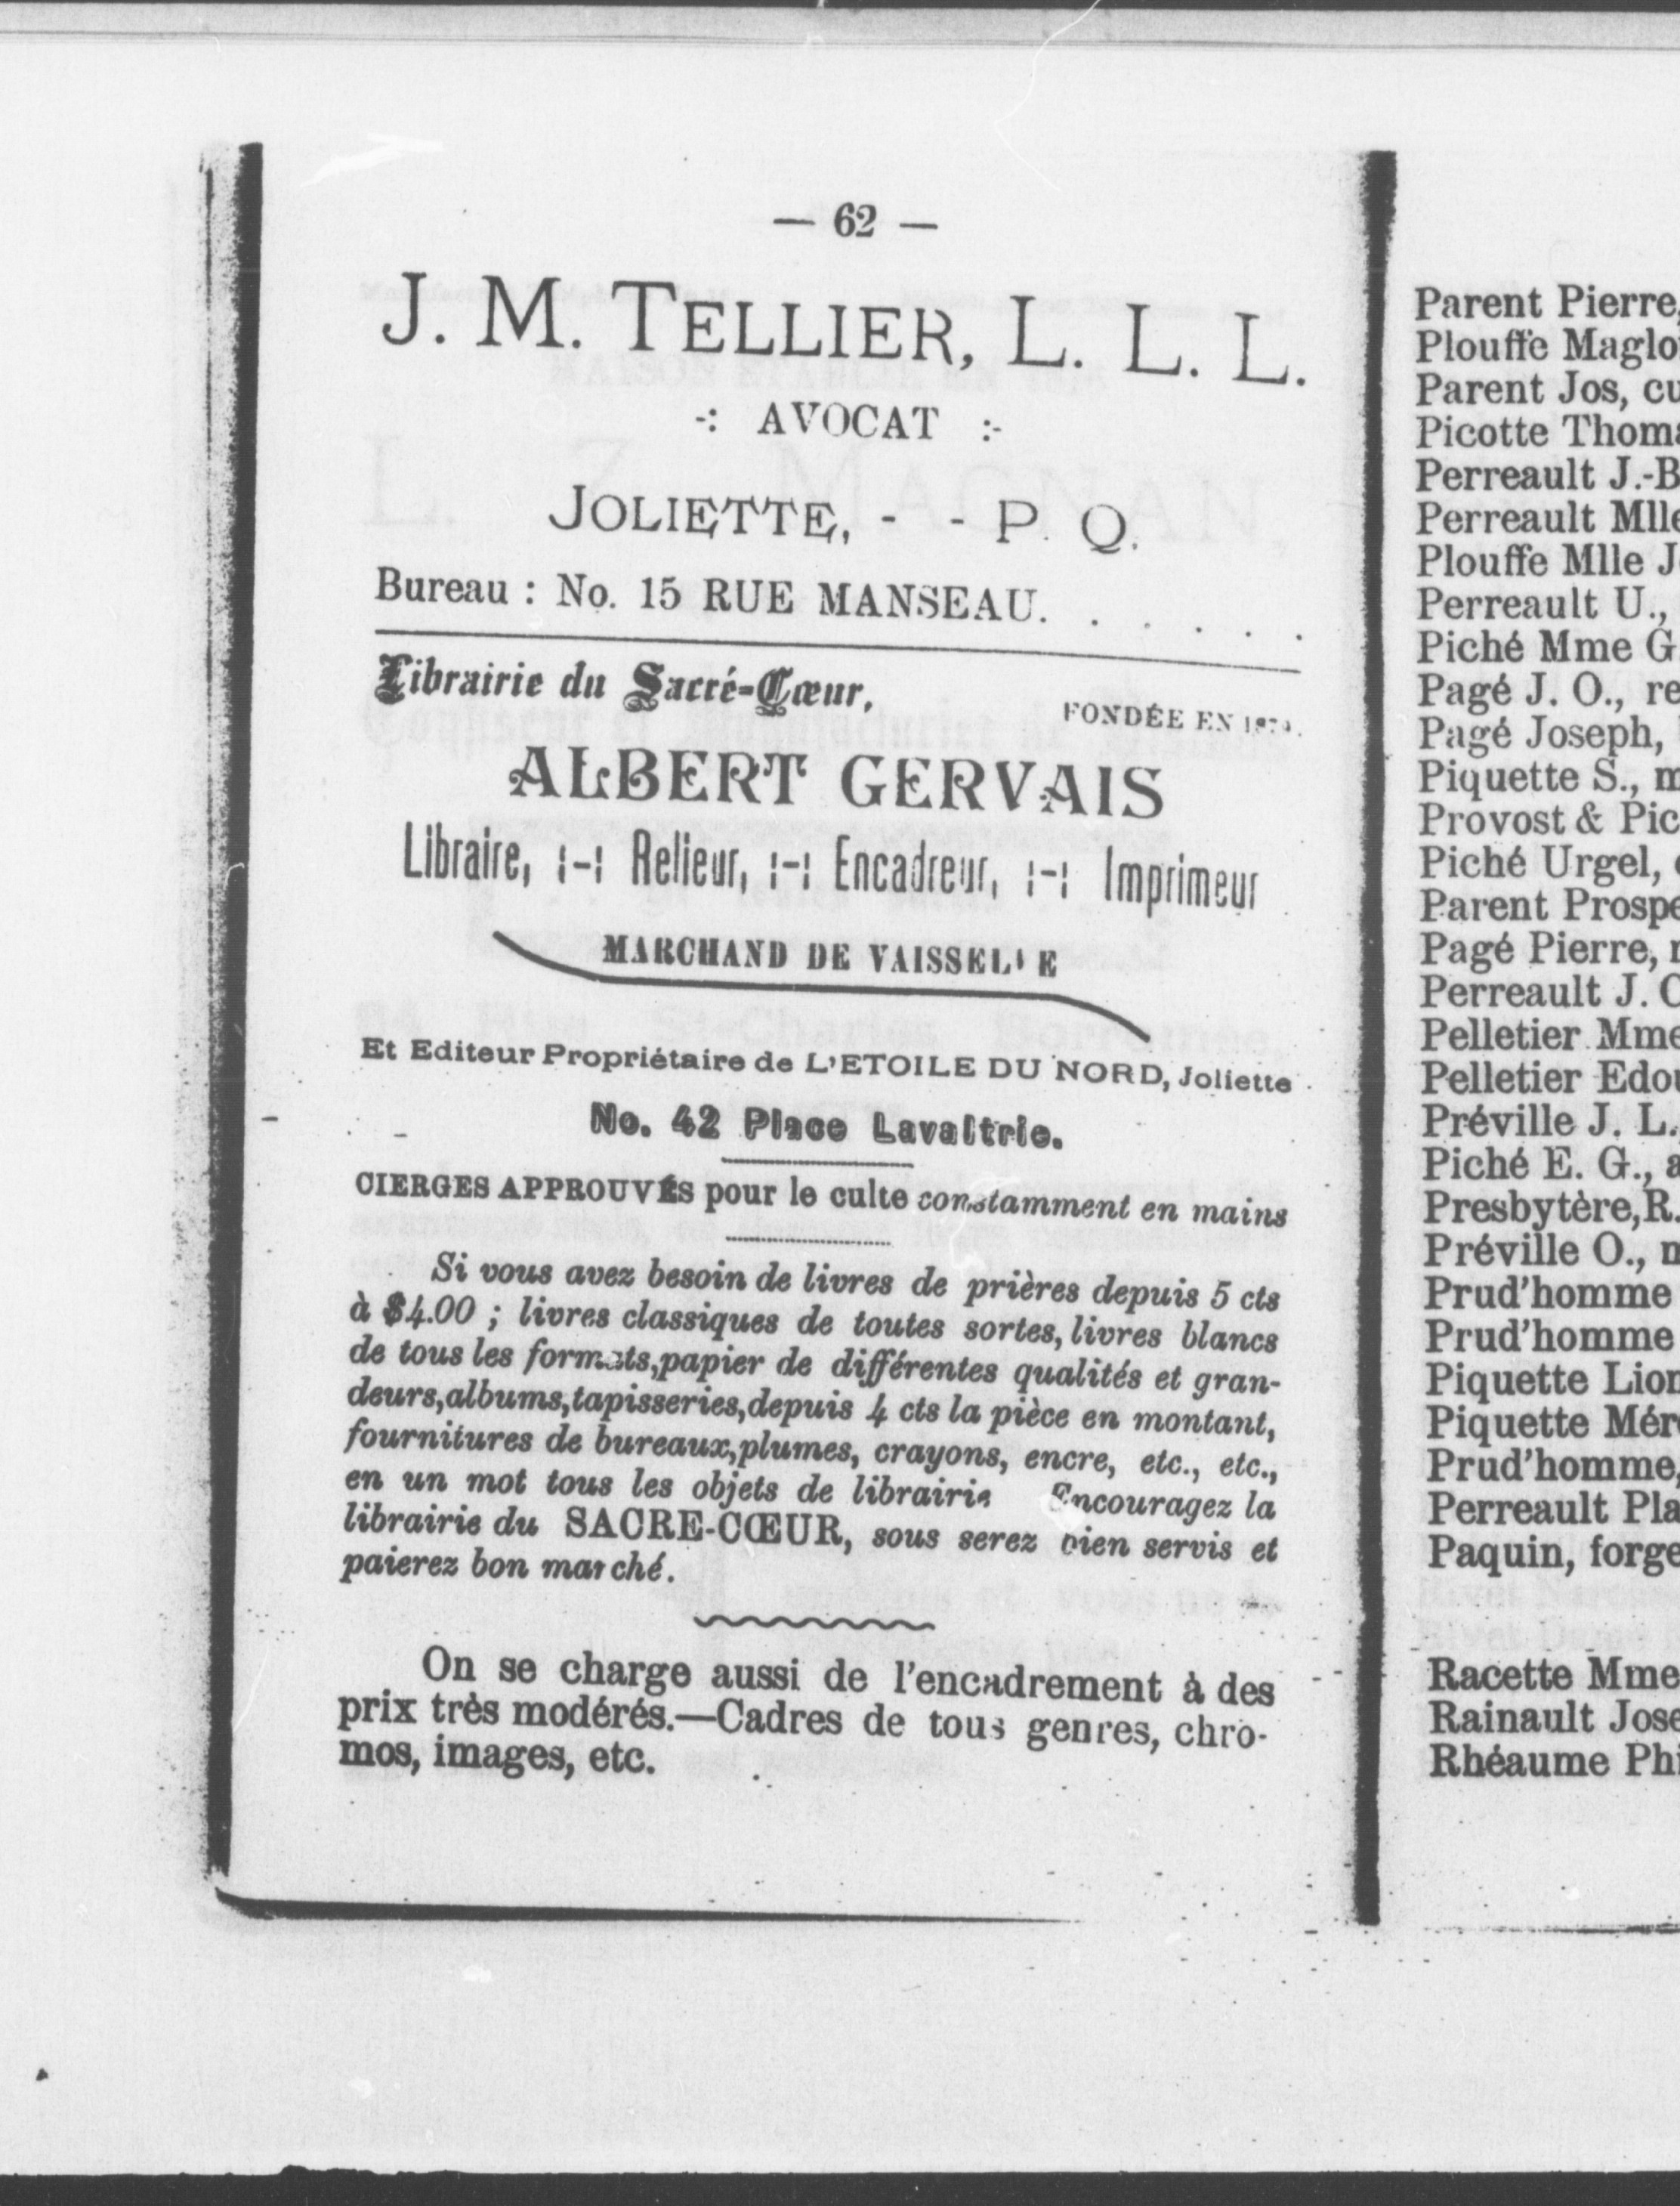 — 62 —
J. M. TELLIER, L. L. L.
-: AVOCAT :-
JOLIETTE, - - P. Q.
Bureau : No. 15 RUE MANSEAU. . . . . .
Librairie du Sacré-Cœur,
FONDÉE EN
ALBERT GERVAIS
Libraire, :-: Relieur, :-: Encadreur, :-: Imprimeur
MARCHAND DE VAISSELLE
Et Editeur Propriétaire de L'ETOILE DU NORD, Joliette
No. 42 Place Lavaltrie.
CIERGES APPROUVÉS pour le culte constamment en mains
Si vous avez besoin de livres de prières depuis 5 cts
à $4.00 ; livres classiques de toutes sortes, livres blancs
de tous les formats,papier de différentes qualités et gran-
deurs,albums,tapisseries,depuis 4 cts la pièce en montant,
fournitures de bureaux,plumes, crayons, encre, etc., etc.,
en un mot tous les objets de librairie Encouragez la
librairie du SACRE-CŒUR, sous serez bien servis et
paierez bon marché.
On se charge aussi de l'encadrement à des
prix très modérés.—Cadres de tous genres, chro-
mos, images, etc.
Parent Pierre,
Plouffe Maglo
Parent Jos, cu
Picotte Thoma
Perreault J.-B
Perreault Mlle
Plouffe Mlle J
Perreault U.,
Piché Mme G
Pagé J. O., re
Pagé Joseph,
Piquette S., m
Provost & Pic
Piché Urgel,
Parent Prospe
Pagé Pierre, r
Perreault J. C
Pelletier Mme
Pelletier Edou
Préville J. L.
Piché E. G., a
Presbytère,R.
Préville O., m
Prud'homme
Prud'homme
Piquette Lion
Piquette Mér
Prud'homme,
Perreault Pla
Paquin, forge
Racette Mme
Rainault Jose
Rhéaume Phi